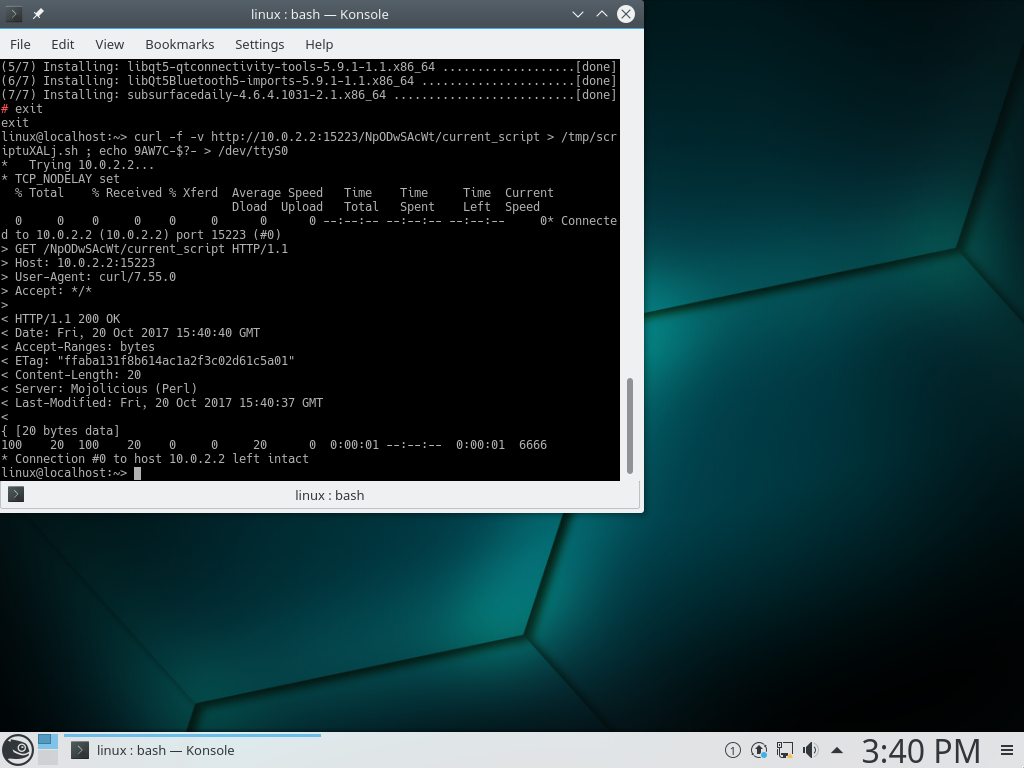 linux : bash — Konsole
File Edit View Bookmarks Settings Help
(5/7) Installing: libqt5-qtconnectivity-tools-5.9.1-1.1.x86_64 ...................[done]
(6/7) Installing: libQt5Bluetooth5-imports-5.9.1-1.1.x86_64 ......................[done]
(7/7) Installing: subsurfacedaily-4.6.4.1031-2.1.x86_64 ..........................[done]
# exit
exit
linux@localhost:~> curl -f -v http://10.0.2.2:15223/NpODwSAcWt/current_script > /tmp/scr
iptuXALj.sh ; echo 9AW7C-$?- > /dev/ttyS0
*   Trying 10.0.2.2...
* TCP_NODELAY set
  % Total    % Received % Xferd  Average Speed   Time    Time     Time  Current
                                 Dload  Upload   Total   Spent    Left  Speed
  0     0    0     0    0     0      0      0 --:--:-- --:--:-- --:--:--     0* Connecte
d to 10.0.2.2 (10.0.2.2) port 15223 (#0)
> GET /NpODwSAcWt/current_script HTTP/1.1
> Host: 10.0.2.2:15223
> User-Agent: curl/7.55.0
> Accept: */*
>
< HTTP/1.1 200 OK
< Date: Fri, 20 Oct 2017 15:40:40 GMT
< Accept-Ranges: bytes
< ETag: "ffaba131f8b614ac1a2f3c02d61c5a01"
< Content-Length: 20
< Server: Mojolicious (Perl)
< Last-Modified: Fri, 20 Oct 2017 15:40:37 GMT
<
{ [20 bytes data]
100    20  100    20    0     0     20      0  0:00:01 --:--:--  0:00:01  6666
* Connection #0 to host 10.0.2.2 left intact
linux@localhost:~>
linux : bash
linux : bash — Konsole
1
3:40 PM